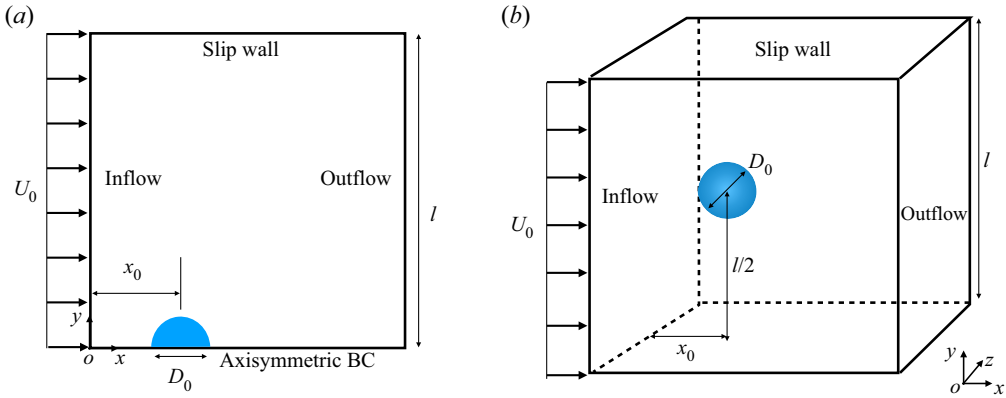 (a)
Slip wall
U0
Inflow
Outflow
l
x0
y
o
x
D0
Axisymmetric BC
(b)
Slip wall
D0
l
Inflow
Outflow
U0
l/2
x0
y
z
o
x